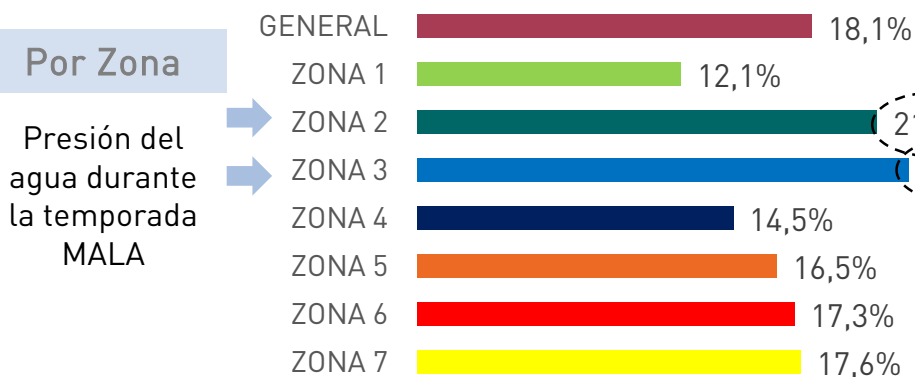 Por Zona
Presión del
agua durante
la temporada
MALA
GENERAL 18,1%
ZONA 1 12,1%
ZONA 2
ZONA 3
ZONA 4 14,5%
ZONA 5 16,5%
ZONA 6 17,3%
ZONA 7 17,6%